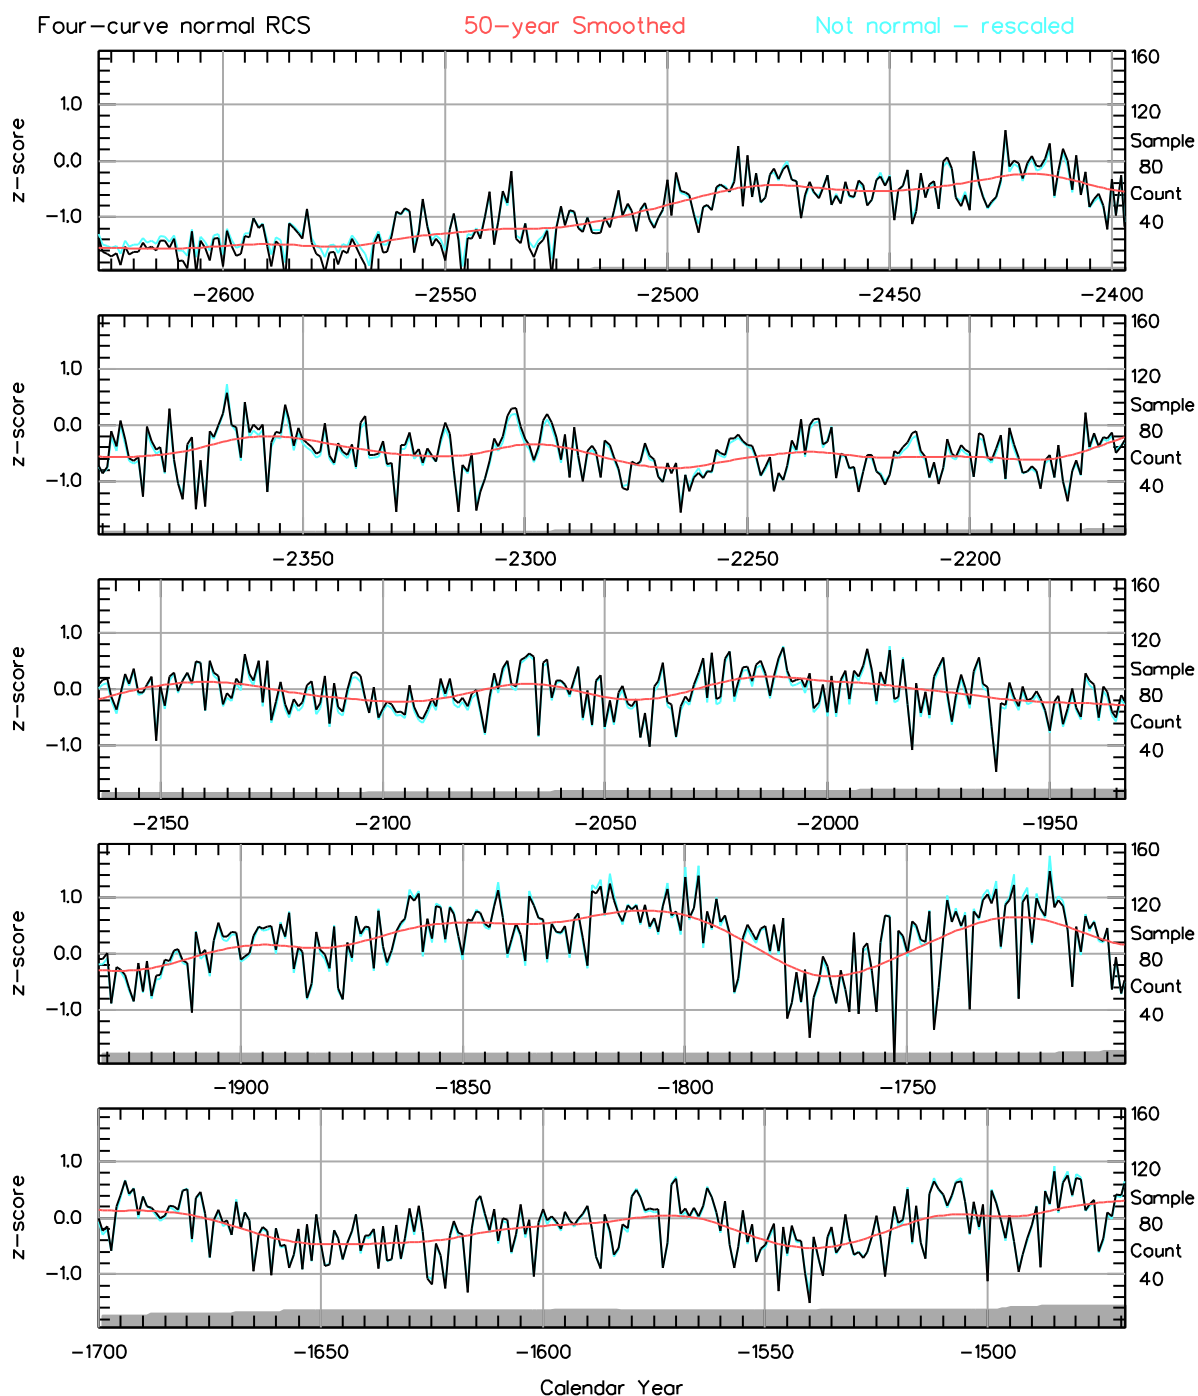 Four-curve normal RCS 50-year Smoothed Not normal - rescaled
160
1.0
120
Sample
0.0
80
z-score
Count
-1.0
40
-2600 -2550 -2500 -2450 -2400
160
1.0
120
Sample
0.0
80
z-score
Count
-1.0
40
-2350 -2300 -2250 -2200
160
1.0
120
Sample
0.0
80
z-score
Count
-1.0
40
-2150 -2100 -2050 -2000 -1950
160
1.0
120
Sample
0.0
80
z-score
Count
-1.0
40
-1900 -1850 -1800 -1750
160
1.0
120
Sample
0.0
80
z-score
Count
-1.0
40
-1700 -1650 -1600 -1550 -1500
Calendar Year